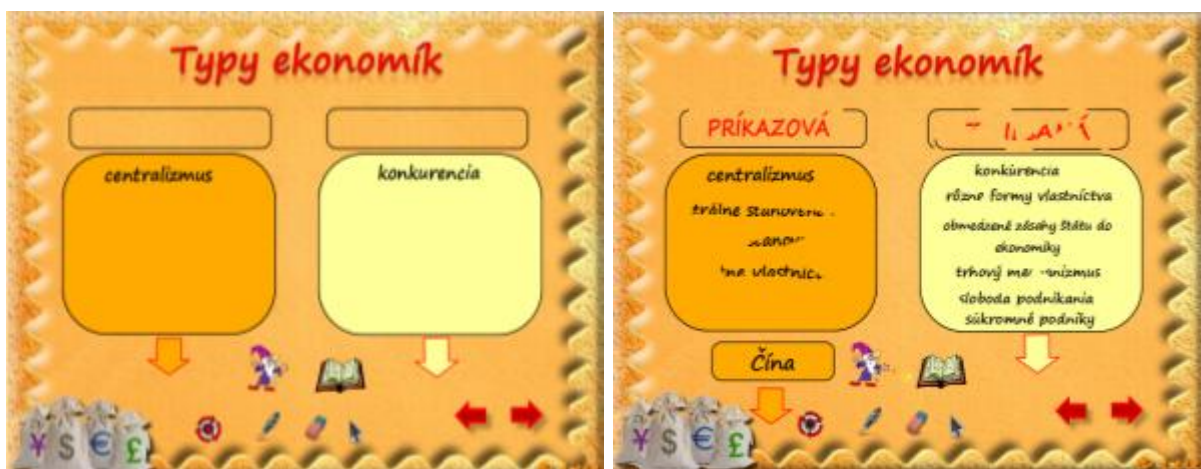 Typy ekonomík
centralizmus
konkurencia
¥ $ € £
Typy ekonomík
PRÍKAZOVÁ
centralizmus
konkurencia
rôzne formy vlastníctva
obmedzené zásahy štátu do
ekonomiky
trhový
sloboda podnikania
súkromné podniky
Čína
¥ $ € £